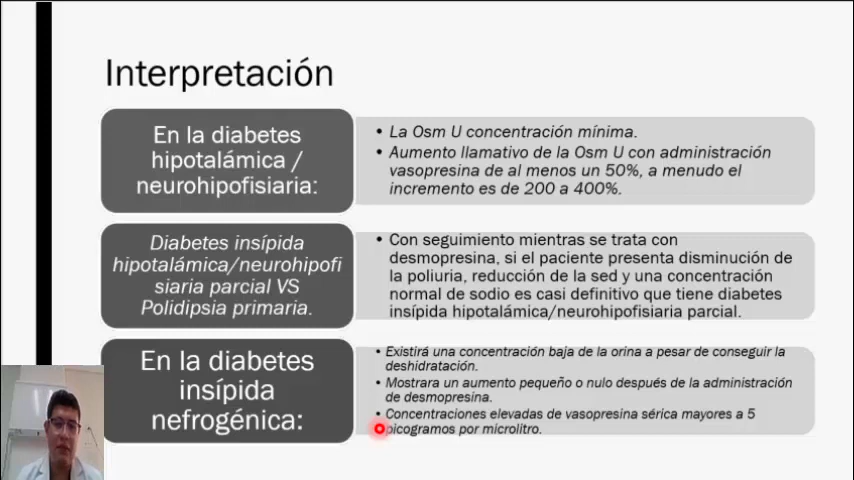 Interpretación
En la diabetes
hipotalámica /
neurohipofisiaria:
• La Osm U concentración mínima.
• Aumento llamativo de la Osm U con administración
vasopresina de al menos un 50%, a menudo el
incremento es de 200 a 400%.
Diabetes insípida
hipotalámica/neurohipofi
siaria parcial VS
Polidipsia primaria.
• Con seguimiento mientras se trata con
desmopresina, si el paciente presenta disminución de
la poliuria, reducción de la sed y una concentración
normal de sodio es casi definitivo que tiene diabetes
insípida hipotalámica/neurohipofisiaria parcial.
En la diabetes
insípida
nefrogénica:
• Existirá una concentración baja de la orina a pesar de conseguir la
deshidratación.
• Mostrara un aumento pequeño o nulo después de la administración
de desmopresina.
• Concentraciones elevadas de vasopresina sérica mayores a 5
picogramos por microlitro.